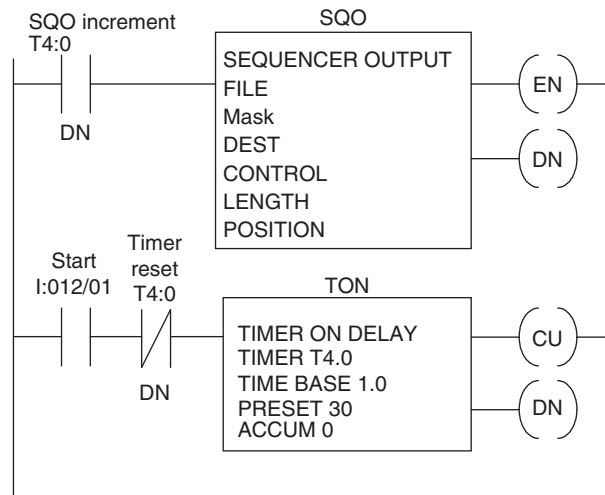 SQO increment
T4:0
DN
SQO
SEQUENCER OUTPUT
FILE
Mask
DEST
CONTROL
LENGTH
POSITION
EN
DN
Start
I:012/01
Timer
reset
T4:0
DN
TON
TIMER ON DELAY
TIMER T4.0
TIME BASE 1.0
PRESET 30
ACCUM 0
CU
DN